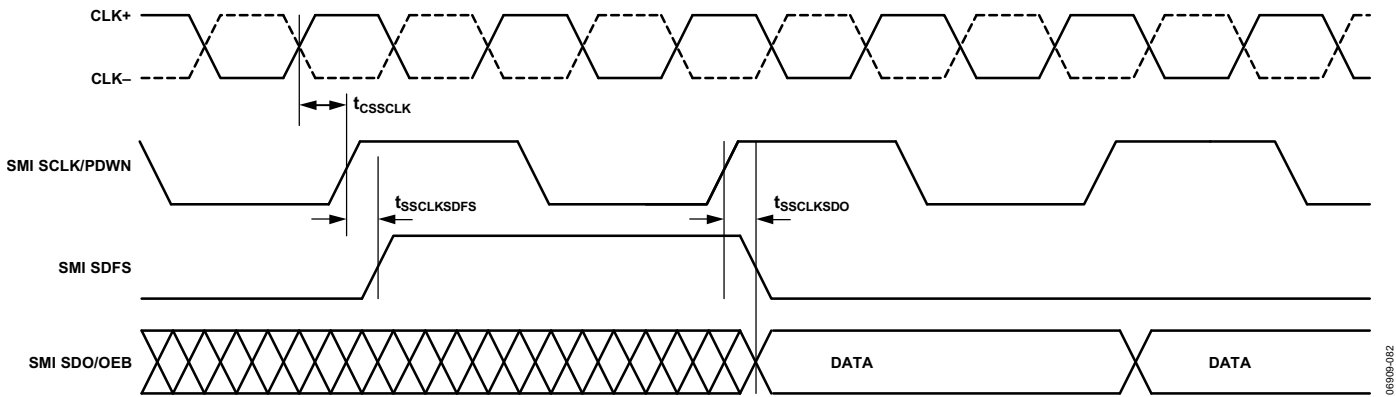 CLK+
CLK–
tCSSCLK
SMI SCLK/PDWN
tSSCLKSDFS
tSSCLKSDO
SMI SDFS
SMI SDO/OEB
DATA
DATA
06909-082